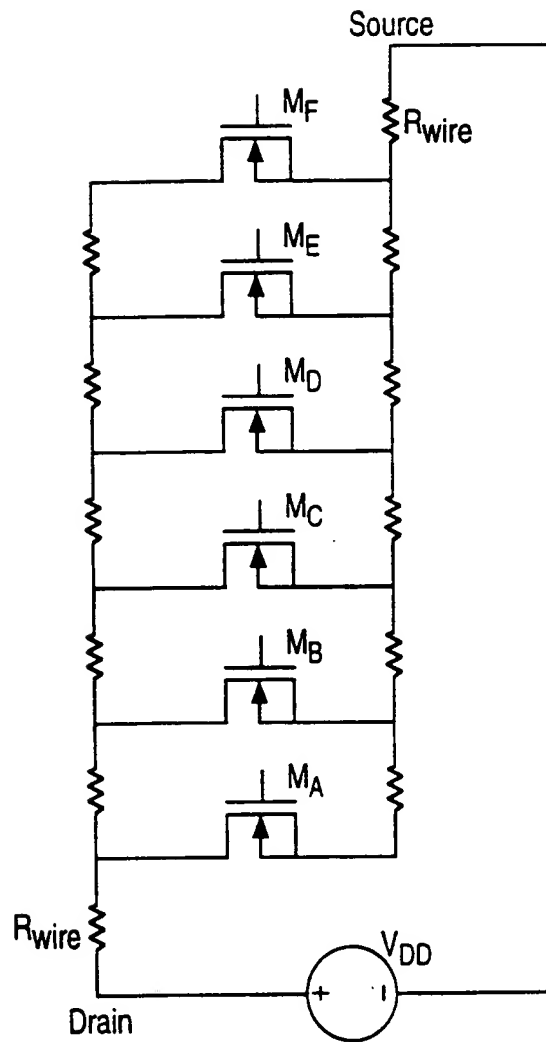 Source
M_F
R_wire
M_E
M_D
M_C
M_B
M_A
R_wire
V_DD
+ -
Drain